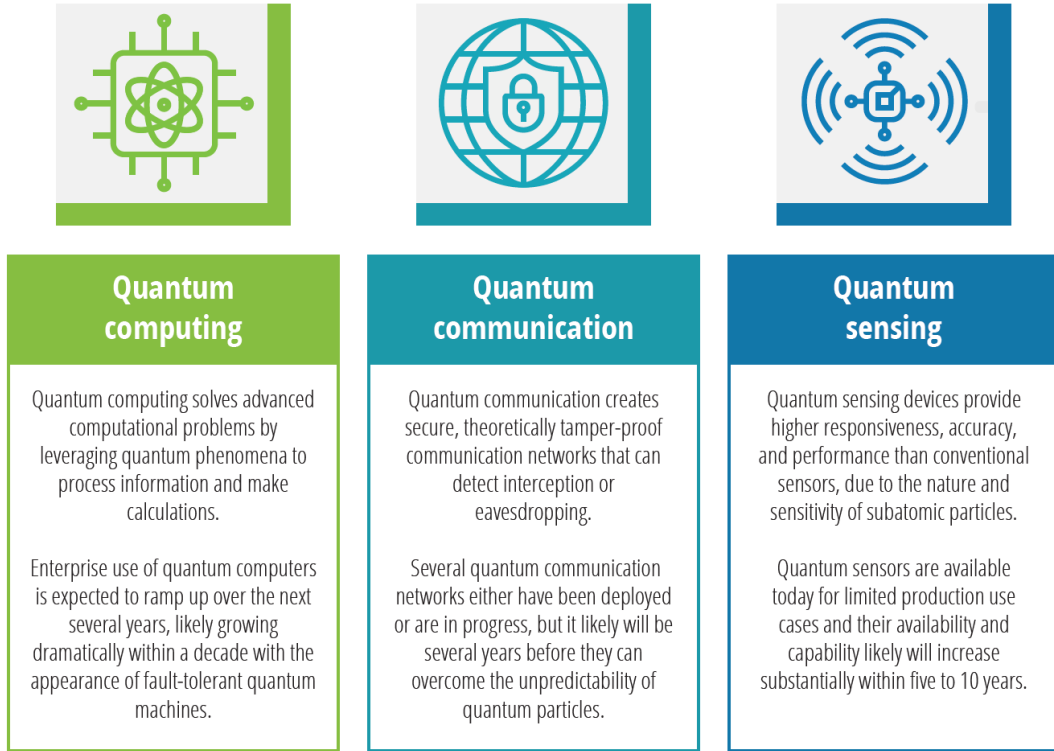 Quantum
computing
Quantum computing solves advanced
computational problems by
leveraging quantum phenomena to
process information and make
calculations.
Enterprise use of quantum computers
is expected to ramp up over the next
several years, likely growing
dramatically within a decade with the
appearance of fault-tolerant quantum
machines.
Quantum
communication
Quantum communication creates
secure, theoretically tamper-proof
communication networks that can
detect interception or
eavesdropping.
Several quantum communication
networks either have been deployed
or are in progress, but it likely will be
several years before they can
overcome the unpredictability of
quantum particles.
Quantum
sensing
Quantum sensing devices provide
higher responsiveness, accuracy,
and performance than conventional
sensors, due to the nature and
sensitivity of subatomic particles.
Quantum sensors are available
today for limited production use
cases and their availability and
capability likely will increase
substantially within five to 10 years.